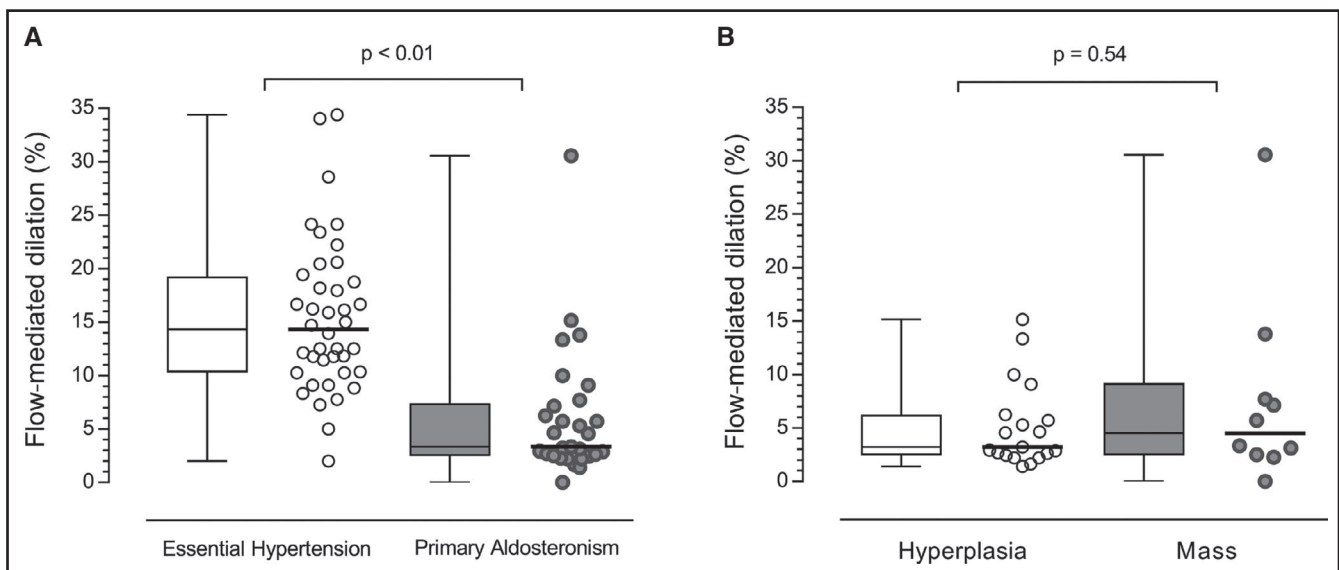 A
p < 0.01
Flow-mediated dilation (%)
35
30
25
20
15
10
5
0
Essential Hypertension
Primary Aldosteronism
B
p = 0.54
Flow-mediated dilation (%)
35
30
25
20
15
10
5
0
Hyperplasia
Mass